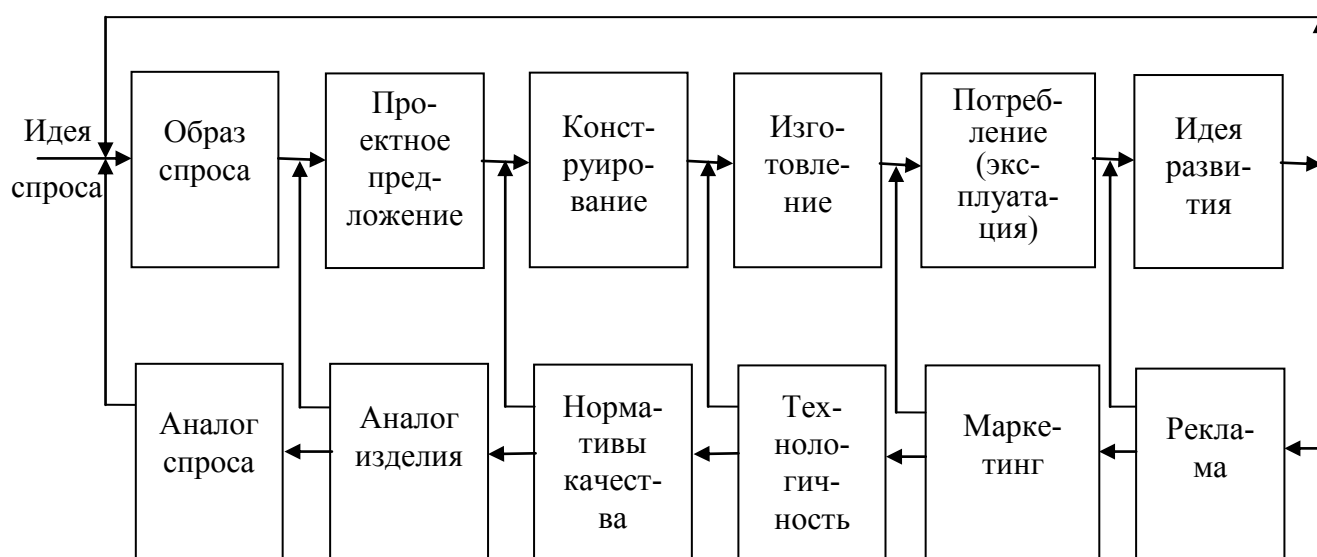 Идея
спроса
Образ
спроса
Про-
ектное
пред-
ложение
Конст-
руиро-
вание
Изго-
товле-
ние
Потреб-
ление
(экс-
плуата-
ция)
Идея
разви-
тия
Аналог
спроса
Аналог
изделия
Норма-
тивы
качест-
ва
Тех-
ноло-
гич-
ность
Марке-
тинг
Рекла-
ма